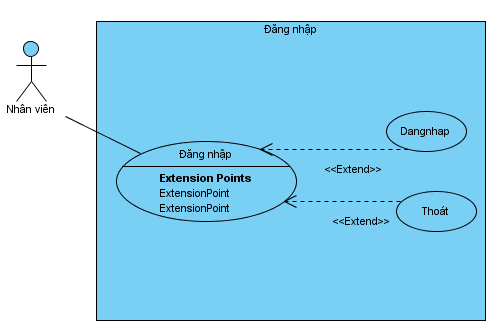 Đăng nhập
Nhân viên
Đăng nhập
Extension Points
ExtensionPoint
ExtensionPoint
Dangnhap
<<Extend>>
Thoát
<<Extend>>